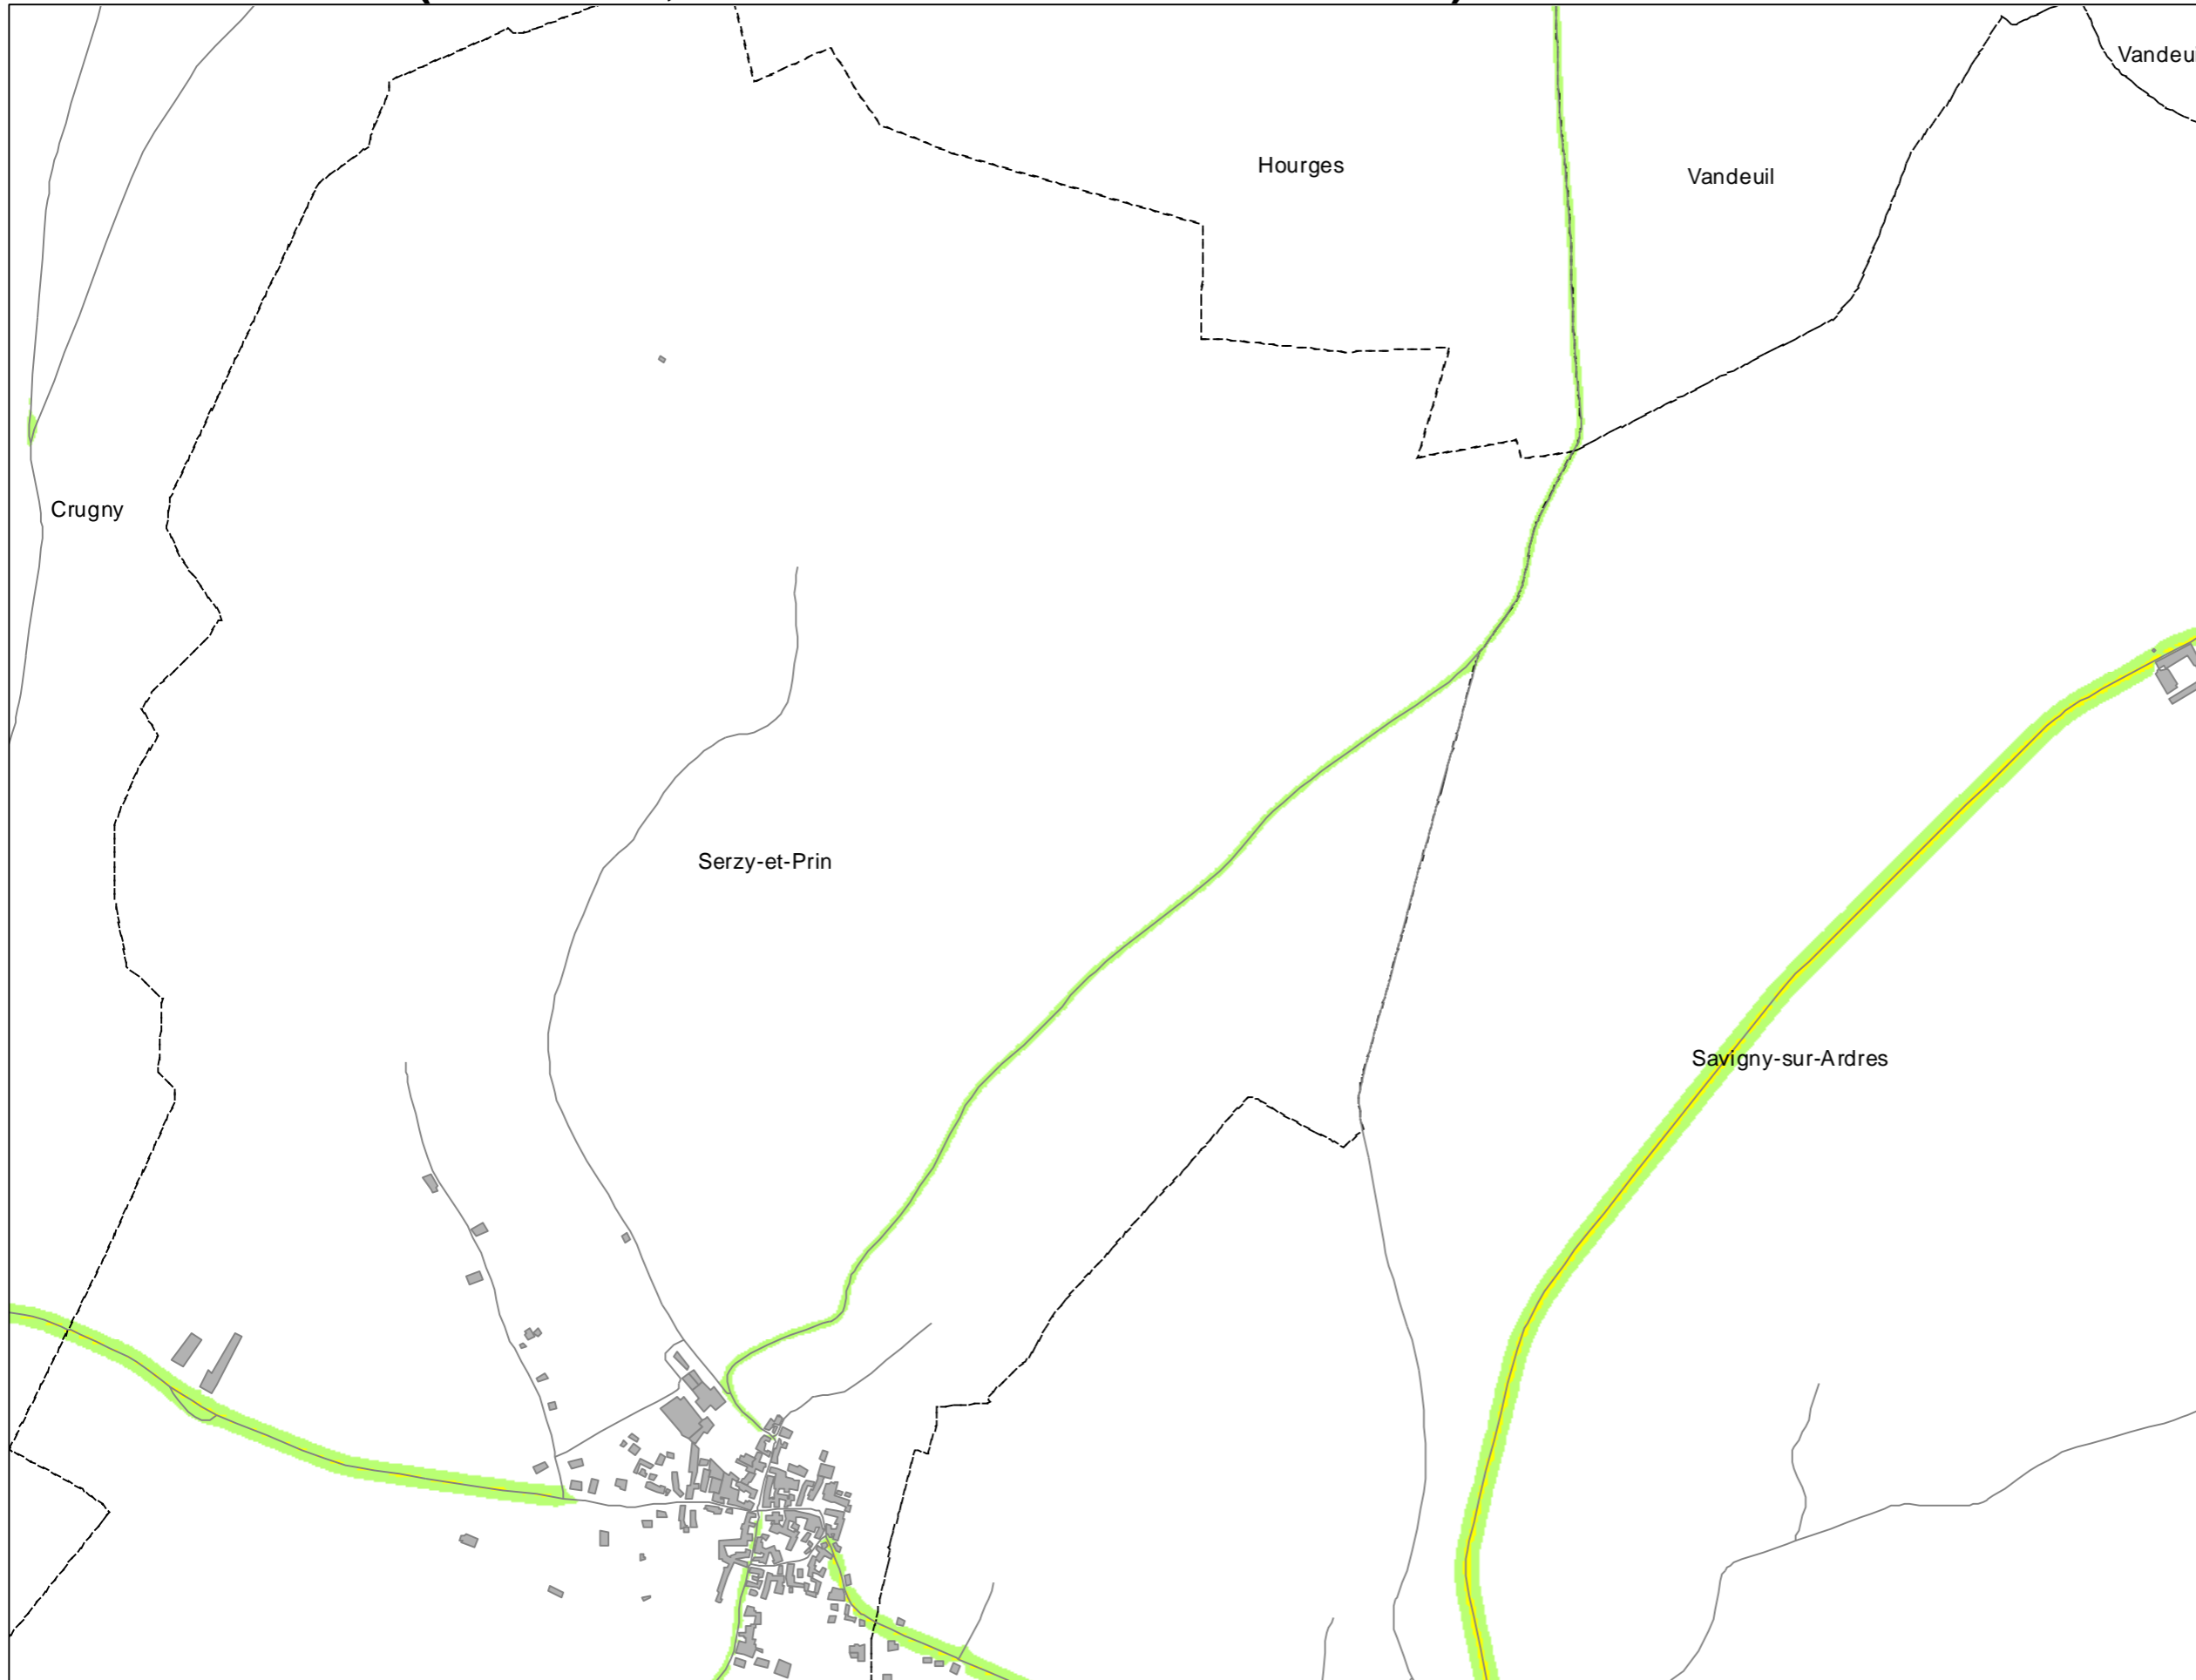 Vandeu
Hourges
Vandeuil
Crugny
Serzy-et-Prin
Savigny-sur-Ardres